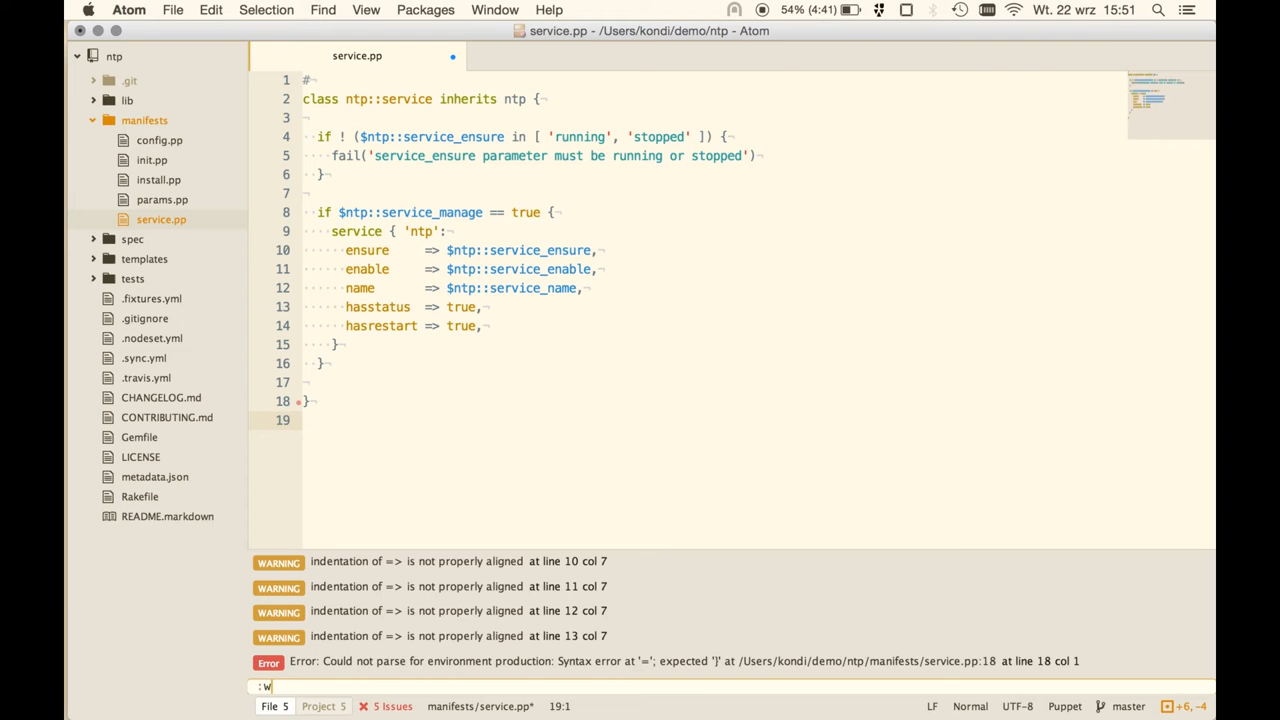 Atom File Edit Selection Find View Packages Window Help 54% (4:41) Wt. 22 wrz 15:51
service.pp - /Users/kondi/demo/ntp - Atom
ntp
.git
lib
manifests
config.pp
init.pp
install.pp
params.pp
service.pp
spec
templates
tests
.fixtures.yml
.gitignore
.nodeset.yml
.sync.yml
.travis.yml
CHANGELOG.md
CONTRIBUTING.md
Gemfile
LICENSE
metadata.json
Rakefile
README.markdown
service.pp
1 #
2 class ntp::service inherits ntp {
3
4 if ! ($ntp::service_ensure in [ 'running', 'stopped' ]) {
5 fail('service_ensure parameter must be running or stopped')
6 }
7
8 if $ntp::service_manage == true {
9 service { 'ntp':
10 ensure => $ntp::service_ensure,
11 enable => $ntp::service_enable,
12 name => $ntp::service_name,
13 hasstatus => true,
14 hasrestart => true,
15 }
16 }
17
18 }
19
WARNING indentation of => is not properly aligned at line 10 col 7
WARNING indentation of => is not properly aligned at line 11 col 7
WARNING indentation of => is not properly aligned at line 12 col 7
WARNING indentation of => is not properly aligned at line 13 col 7
Error Error: Could not parse for environment production: Syntax error at '='; expected '}' at /Users/kondi/demo/ntp/manifests/service.pp:18 at line 18 col 1
:w
File 5 Project 5 5 Issues manifests/service.pp* 19:1 LF Normal UTF-8 Puppet master +6, -4